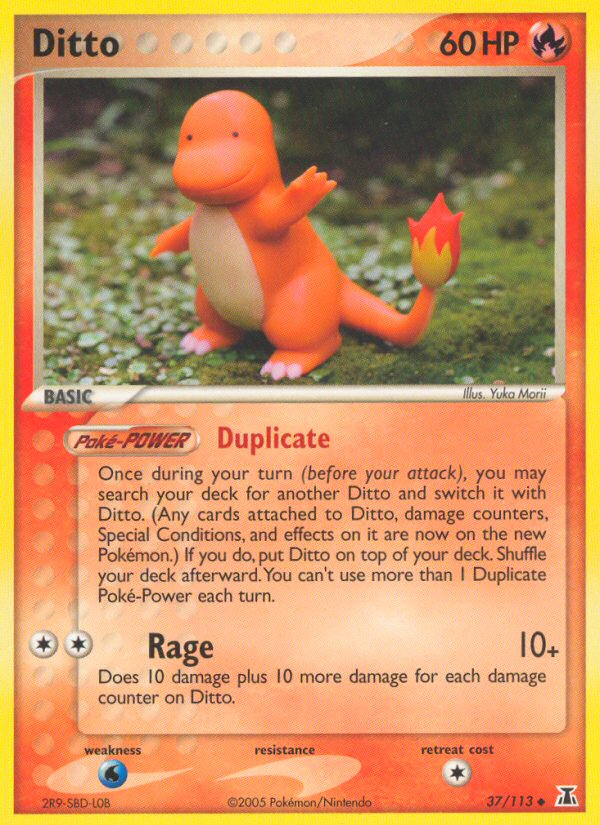 Ditto 60 HP
BASIC
Illus. Yuka Morii
Poké-POWER Duplicate
Once during your turn (before your attack), you may
search your deck for another Ditto and switch it with
Ditto. (Any cards attached to Ditto, damage counters,
Special Conditions, and effects on it are now on the new
Pokémon.) If you do, put Ditto on top of your deck. Shuffle
your deck afterward. You can't use more than 1 Duplicate
Poké-Power each turn.
Rage 10+
Does 10 damage plus 10 more damage for each damage
counter on Ditto.
weakness resistance retreat cost
2R9-SBD-L0B ©2005 Pokémon/Nintendo 37/113